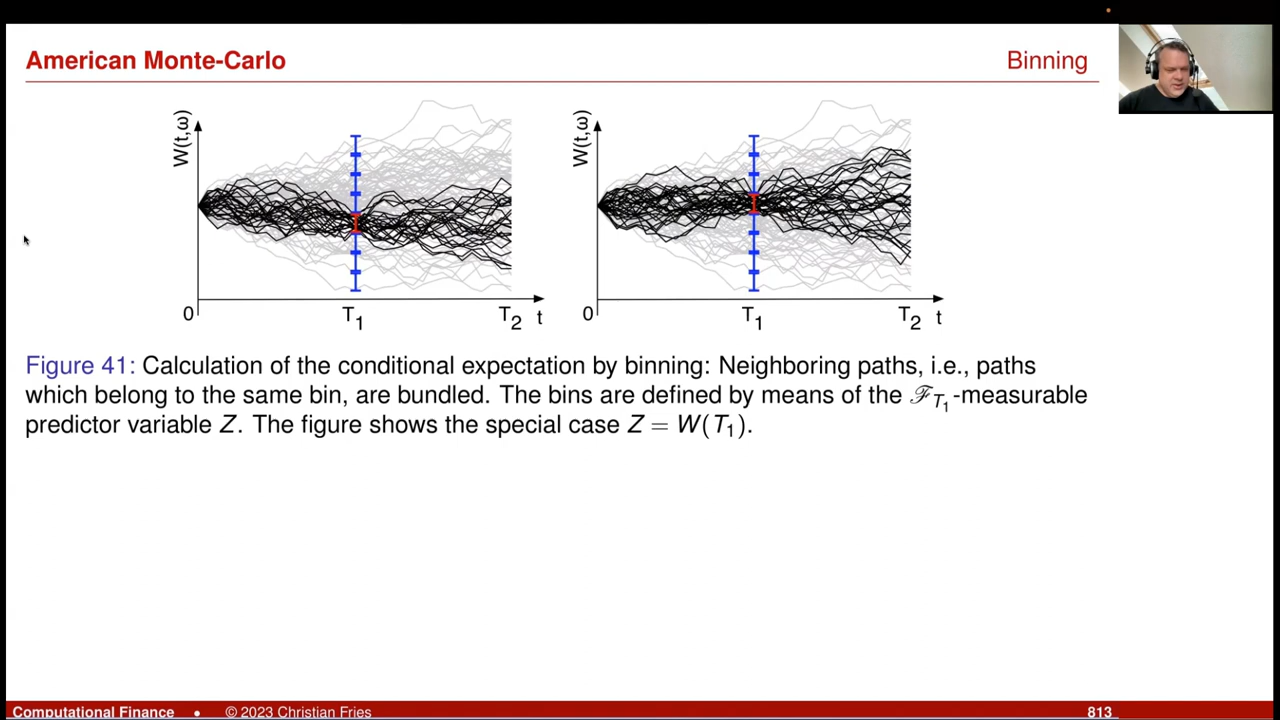 American Monte-Carlo
Binning
W(t,ω)
0
T1
T2
t
W(t,ω)
0
T1
T2
t
Figure 41: Calculation of the conditional expectation by binning: Neighboring paths, i.e., paths
which belong to the same bin, are bundled. The bins are defined by means of the ℱT1-measurable
predictor variable Z. The figure shows the special case Z = W(T1).
Computational Finance • © 2023 Christian Fries
813